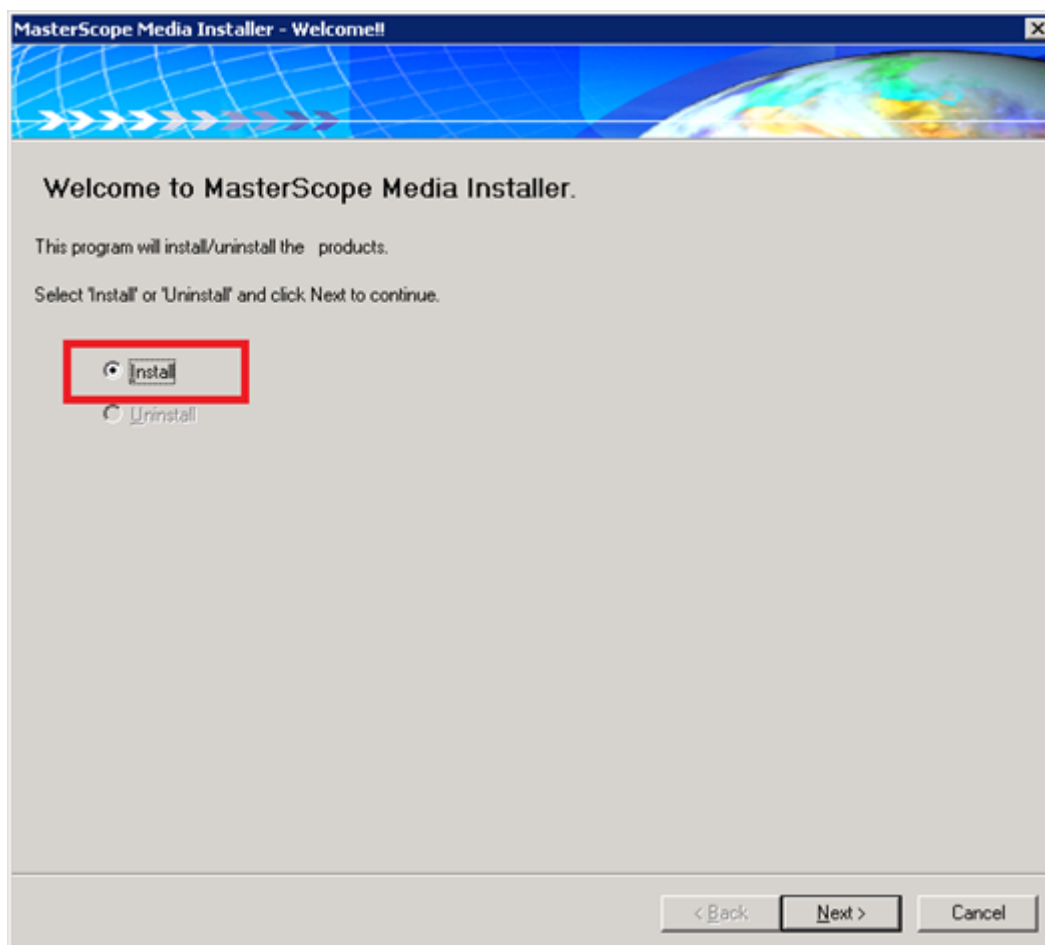 MasterScope Media Installer - Welcome!!
Welcome to MasterScope Media Installer.
This program will install/uninstall the   products.
Select 'Install' or 'Uninstall' and click Next to continue.
Install
Uninstall
< Back
Next >
Cancel